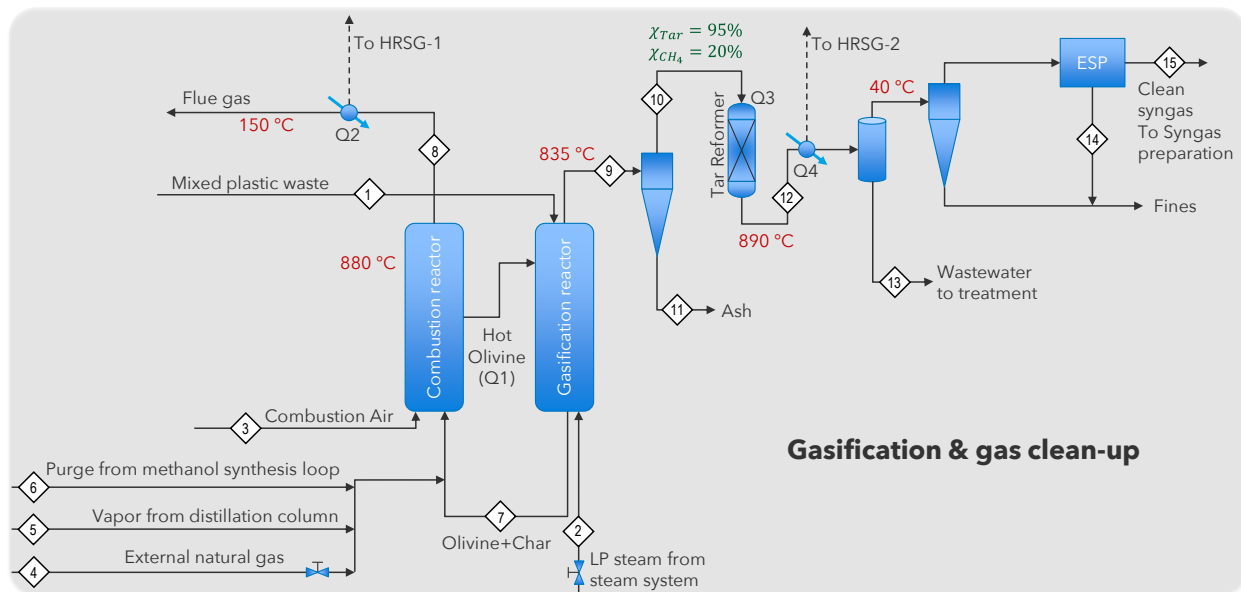 χ_Tar = 95%
χ_CH₄ = 20%
To HRSG-1
To HRSG-2
ESP
15
Clean
syngas
To Syngas
preparation
Flue gas
150 °C
Q2
8
10
Q3
Tar Reformer
40 °C
14
835 °C
9
Q4
Mixed plastic waste
1
12
890 °C
Fines
880 °C
Combustion reactor
Gasification reactor
13
Wastewater
to treatment
11
Ash
Hot
Olivine
(Q1)
3
Combustion Air
Gasification & gas clean-up
6
Purge from methanol synthesis loop
5
Vapor from distillation column
7
2
Olivine+Char
4
External natural gas
LP steam from
steam system